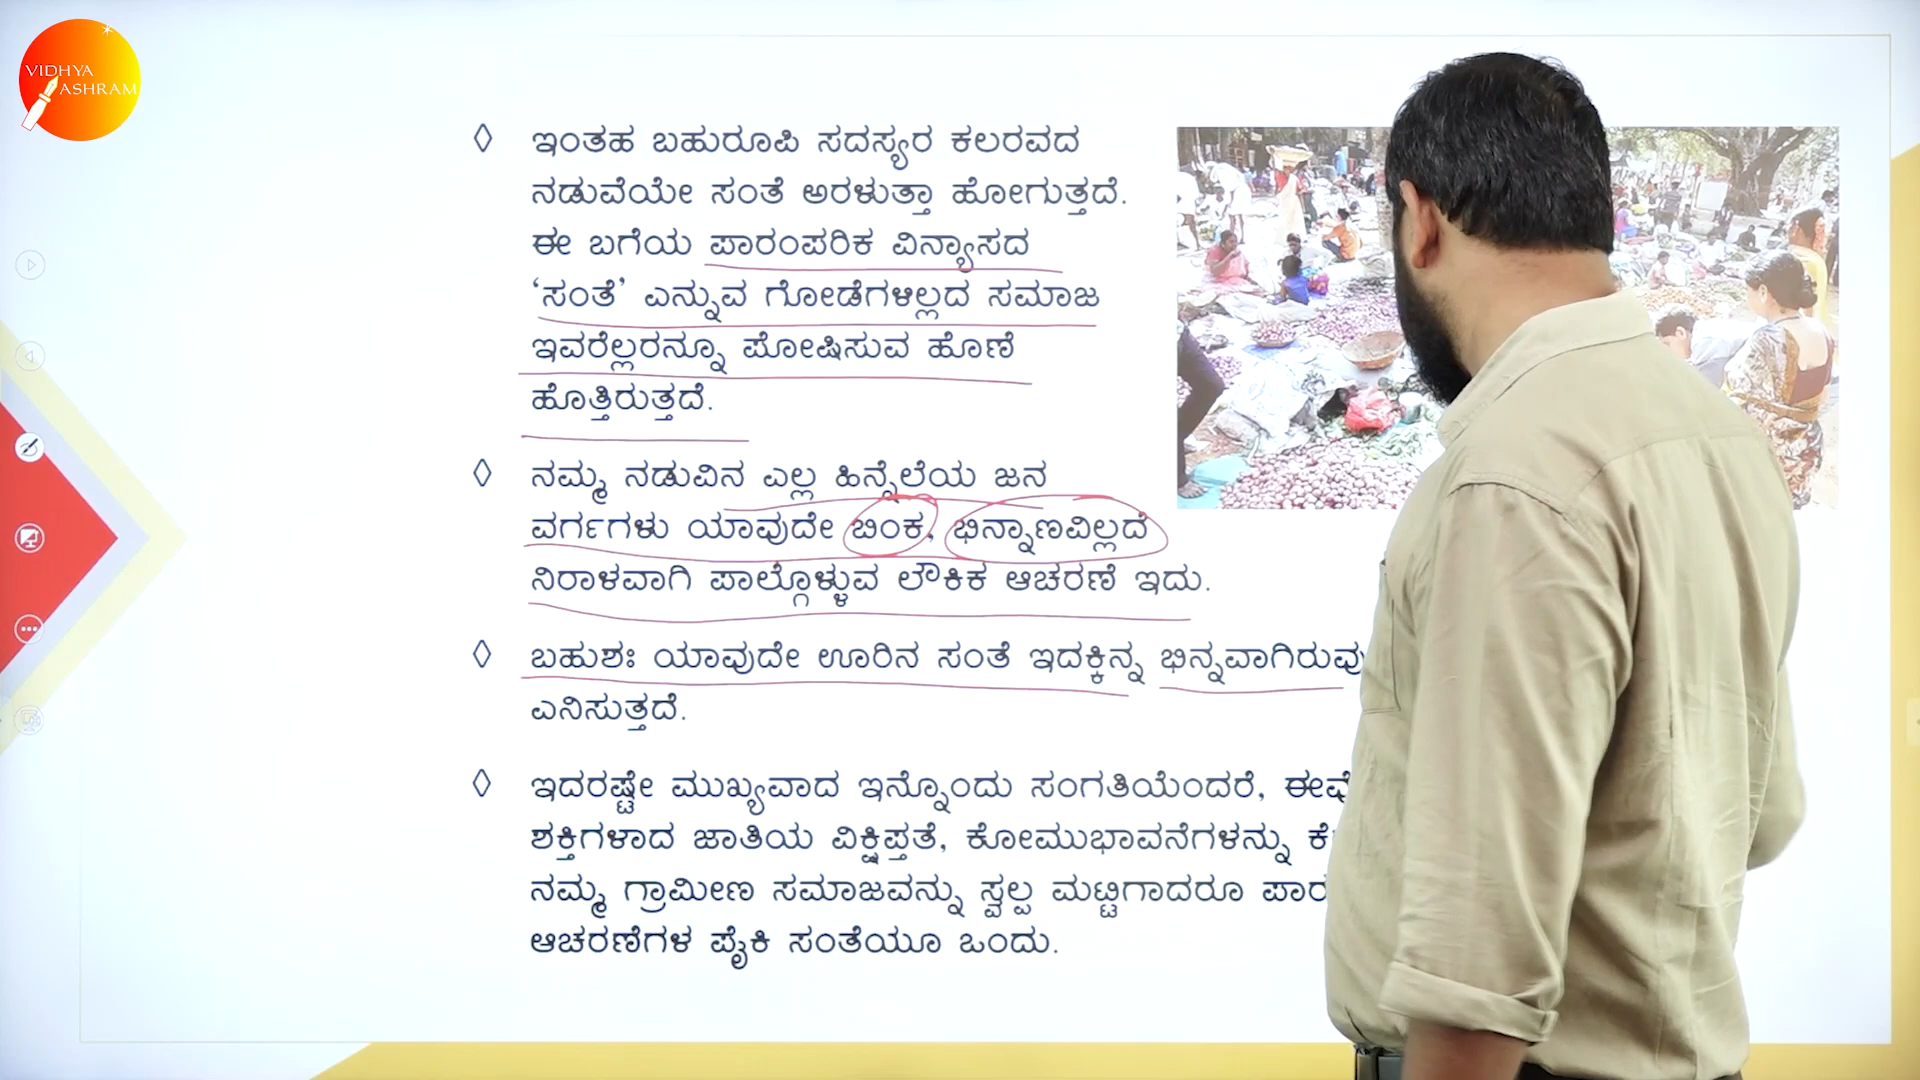 VIDHYA
ASHRAM
ಇಂತಹ ಬಹುರೂಪಿ ಸದಸ್ಯರ ಕಲರವದ
ನಡುವೆಯೇ ಸಂತೆ ಅರಳುತ್ತಾ ಹೋಗುತ್ತದೆ.
ಈ ಬಗೆಯ ಪಾರಂಪರಿಕ ವಿನ್ಯಾಸದ
‘ಸಂತೆ’ ಎನ್ನುವ ಗೋಡೆಗಳಿಲ್ಲದ ಸಮಾಜ
ಇವರೆಲ್ಲರನ್ನೂ ಪೋಷಿಸುವ ಹೊಣೆ
ಹೊತ್ತಿರುತ್ತದೆ.
ನಮ್ಮ ನಡುವಿನ ಎಲ್ಲ ಹಿನ್ನೆಲೆಯ ಜನ
ವರ್ಗಗಳು ಯಾವುದೇ ಬಿಂಕ, ಭಿನ್ನಾಣವಿಲ್ಲದೆ
ನಿರಾಳವಾಗಿ ಪಾಲ್ಗೊಳ್ಳುವ ಲೌಕಿಕ ಆಚರಣೆ ಇದು.
ಬಹುಶಃ ಯಾವುದೇ ಊರಿನ ಸಂತೆ ಇದಕ್ಕಿನ್ನ
ಎನಿಸುತ್ತದೆ.
ಇದರಷ್ಟೇ ಮುಖ್ಯವಾದ ಇನ್ನೊಂದು ಸಂಗತಿಯೆಂದರೆ,
ಶಕ್ತಿಗಳಾದ ಜಾತಿಯ ವಿಕ್ಷಿಪ್ತತೆ, ಕೋಮುಭಾವನೆಗಳನ್ನು
ನಮ್ಮ ಗ್ರಾಮೀಣ ಸಮಾಜವನ್ನು ಸ್ವಲ್ಪ ಮಟ್ಟಿಗಾದರೂ
ಆಚರಣೆಗಳ ಪೈಕಿ ಸಂತೆಯೂ ಒಂದು.